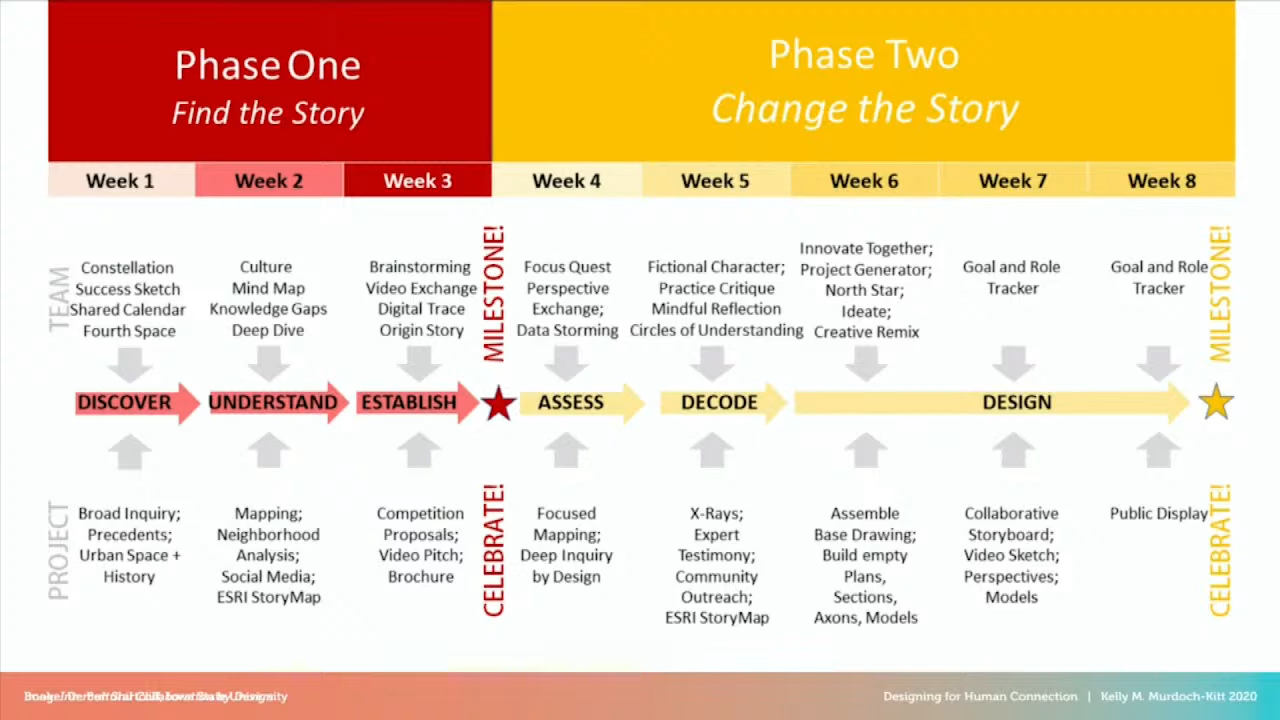 Phase One
Find the Story
Phase Two
Change the Story
Week 1
Week 2
Week 3
Week 4
Week 5
Week 6
Week 7
Week 8
TEAM
Constellation
Success Sketch
Shared Calendar
Fourth Space
Culture
Mind Map
Knowledge Gaps
Deep Dive
Brainstorming
Video Exchange
Digital Trace
Origin Story
MILESTONE!
Focus Quest
Perspective
Exchange;
Data Storming
Fictional Character;
Practice Critique
Mindful Reflection
Circles of Understanding
Innovate Together;
Project Generator;
North Star;
Ideate;
Creative Remix
Goal and Role
Tracker
Goal and Role
Tracker
MILESTONE!
DISCOVER
UNDERSTAND
ESTABLISH
ASSESS
DECODE
DESIGN
PROJECT
Broad Inquiry;
Precedents;
Urban Space +
History
Mapping;
Neighborhood
Analysis;
Social Media;
ESRI StoryMap
Competition
Proposals;
Video Pitch;
Brochure
CELEBRATE!
Focused
Mapping;
Deep Inquiry
by Design
X-Rays;
Expert
Testimony;
Community
Outreach;
ESRI StoryMap
Assemble
Base Drawing;
Build empty
Plans,
Sections,
Axons, Models
Collaborative
Storyboard;
Video Sketch;
Perspectives;
Models
Public Display
CELEBRATE!
Designing for Human Connection | Kelly M. Murdoch-Kitt 2020